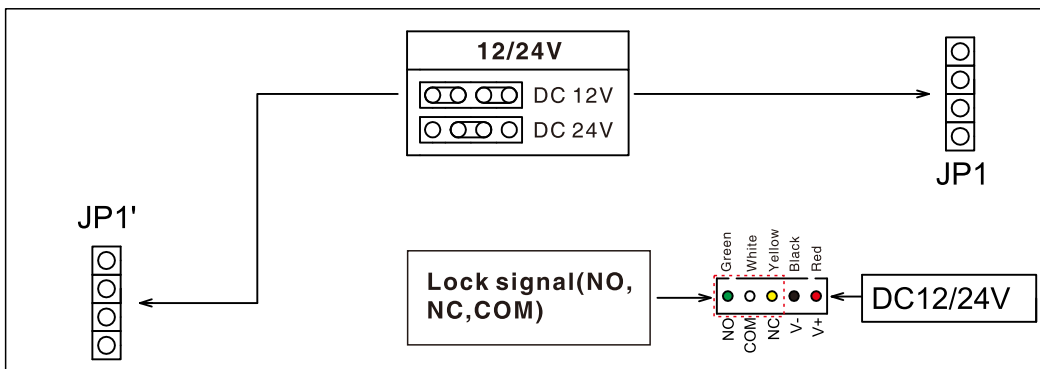 12/24V
DC 12V
DC 24V
JP1
JP1'
Lock signal(NO,
NC,COM)
Green
White
Yellow
Black
Red
NO
COM
NC
V-
V+
DC12/24V